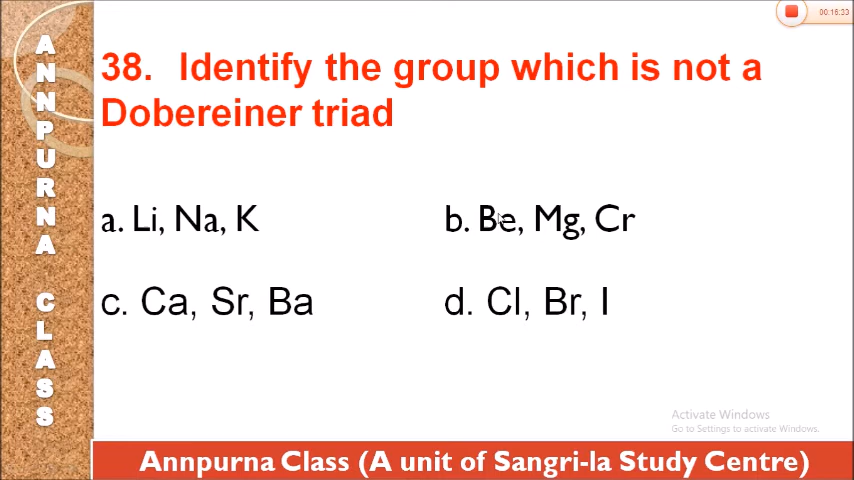 00:16:33
ANNPURNA CLASS
38. Identify the group which is not a
Dobereiner triad
a. Li, Na, K
b. Be, Mg, Cr
c. Ca, Sr, Ba
d. Cl, Br, I
Activate Windows
Go to Settings to activate Windows.
Annpurna Class (A unit of Sangri-la Study Centre)